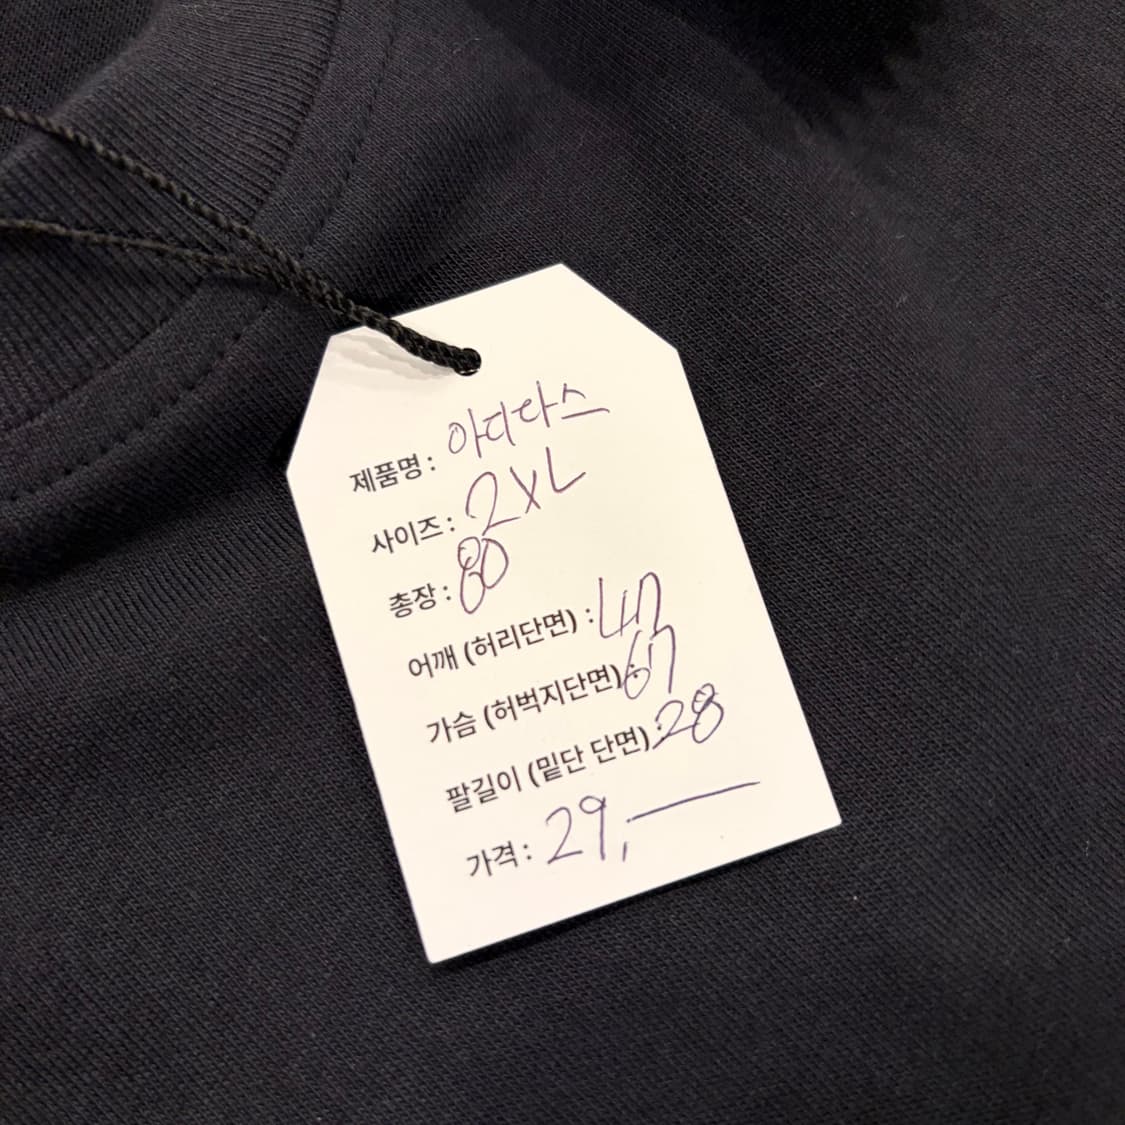 제품명 : 아디다스
사이즈 : 2XL
총장 : 80
어깨 (허리단면) : 47
가슴 (허벅지단면) : 67
팔길이 (밑단 단면) : 28
가격 : 29,—